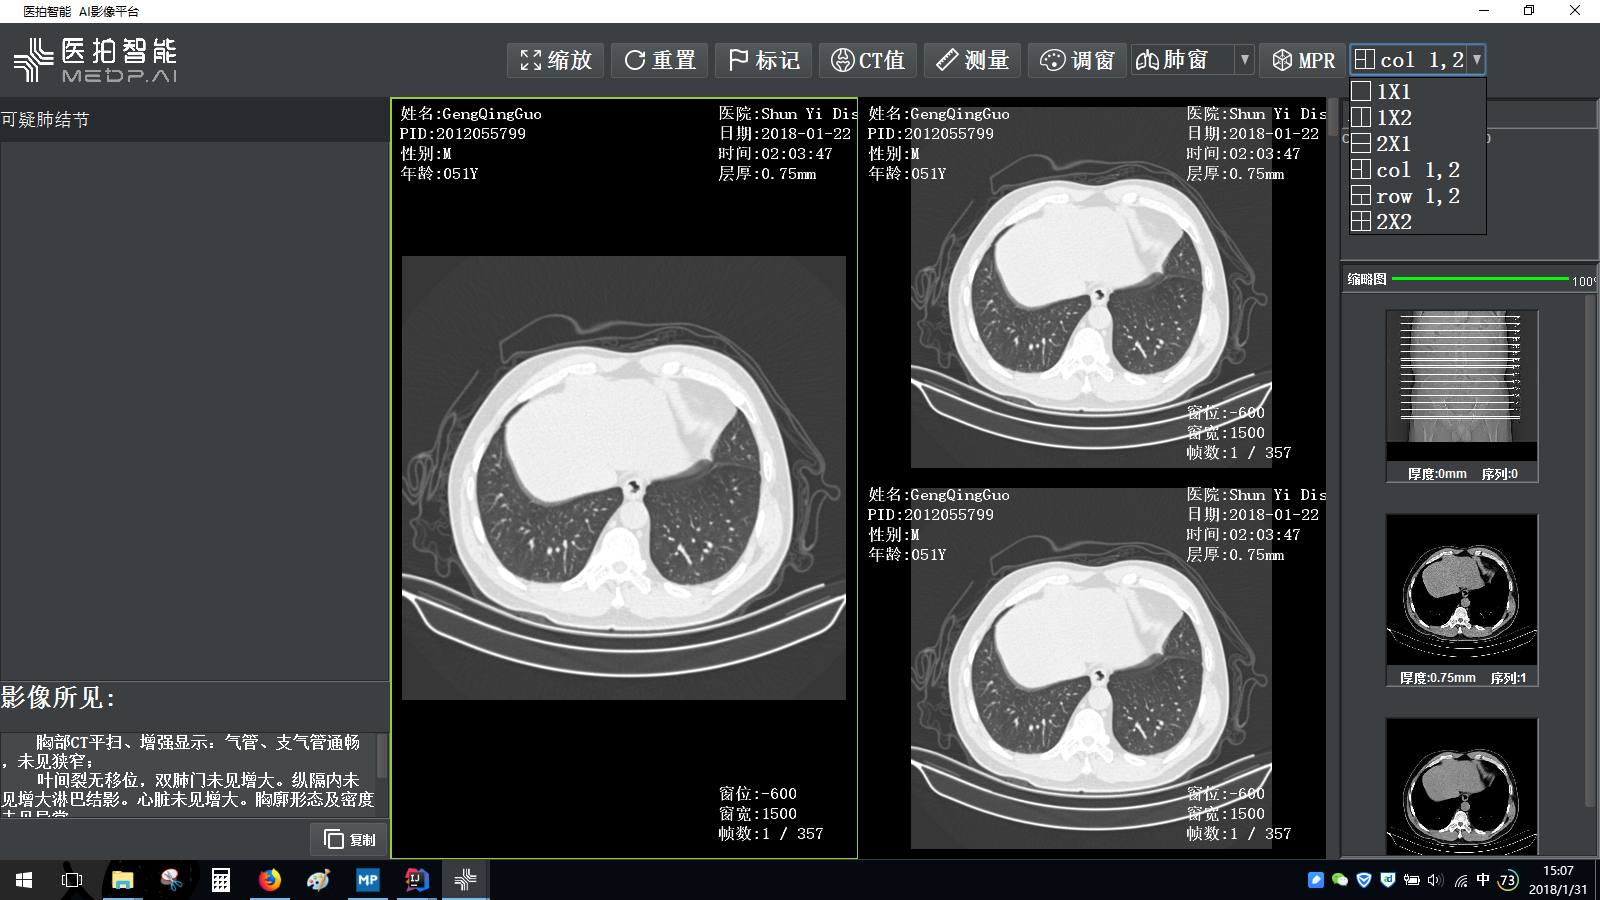 医拍智能 AI影像平台
医拍智能
MEDP.AI
缩放
重置
标记
CT值
测量
调窗
肺窗
MPR
col 1,2
1X1
1X2
2X1
col 1,2
row 1,2
2X2
可疑肺结节
姓名:GengQingGuo
PID:2012055799
性别:M
年龄:051Y
医院:Shun Yi Dis
日期:2018-01-22
时间:02:03:47
层厚:0.75mm
窗位:-600
窗宽:1500
帧数:1 / 357
姓名:GengQingGuo
PID:2012055799
性别:M
年龄:051Y
医院:Shun Yi Dis
日期:2018-01-22
时间:02:03:47
层厚:0.75mm
窗位:-600
窗宽:1500
帧数:1 / 357
姓名:GengQingGuo
PID:2012055799
性别:M
年龄:051Y
医院:Shun Yi Dis
日期:2018-01-22
时间:02:03:47
层厚:0.75mm
窗位:-600
窗宽:1500
帧数:1 / 357
缩略图
100%
厚度:0mm 序列:0
厚度:0.75mm 序列:1
影像所见:
胸部CT平扫、增强显示: 气管、支气管通畅
，未见狭窄;
叶间裂无移位，双肺门未见增大。纵隔内未
见增大淋巴结影。心脏未见增大。胸廓形态及密度
未见异常
复制
MP
IJ
中
73
15:07
2018/1/31